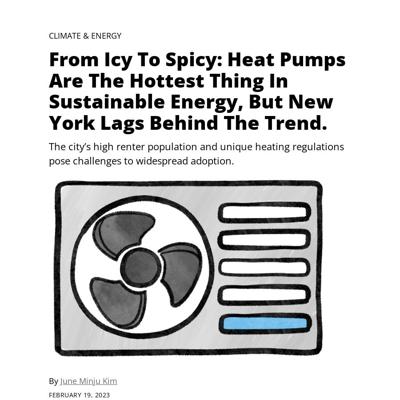 CLIMATE & ENERGY
From Icy To Spicy: Heat Pumps
Are The Hottest Thing In
Sustainable Energy, But New
York Lags Behind The Trend.
The city’s high renter population and unique heating regulations
pose challenges to widespread adoption.
By June Minju Kim
FEBRUARY 19, 2023